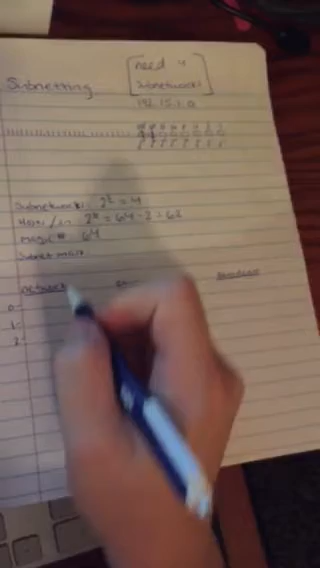 Subnetting
need 4
Subnetworks
192.15.1.0
Subnetworks: 2² = 4
Hosts / in 2⁶ = 64 - 2 = 62
magic # 64
Subnet mask
network
Broadcast
0:
1:
2: